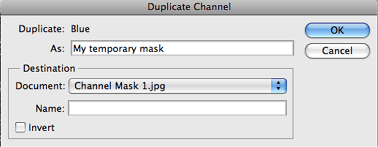 Duplicate Channel
Duplicate: Blue
As: My temporary mask
OK
Cancel
Destination
Document: Channel Mask 1.jpg
Name:
Invert